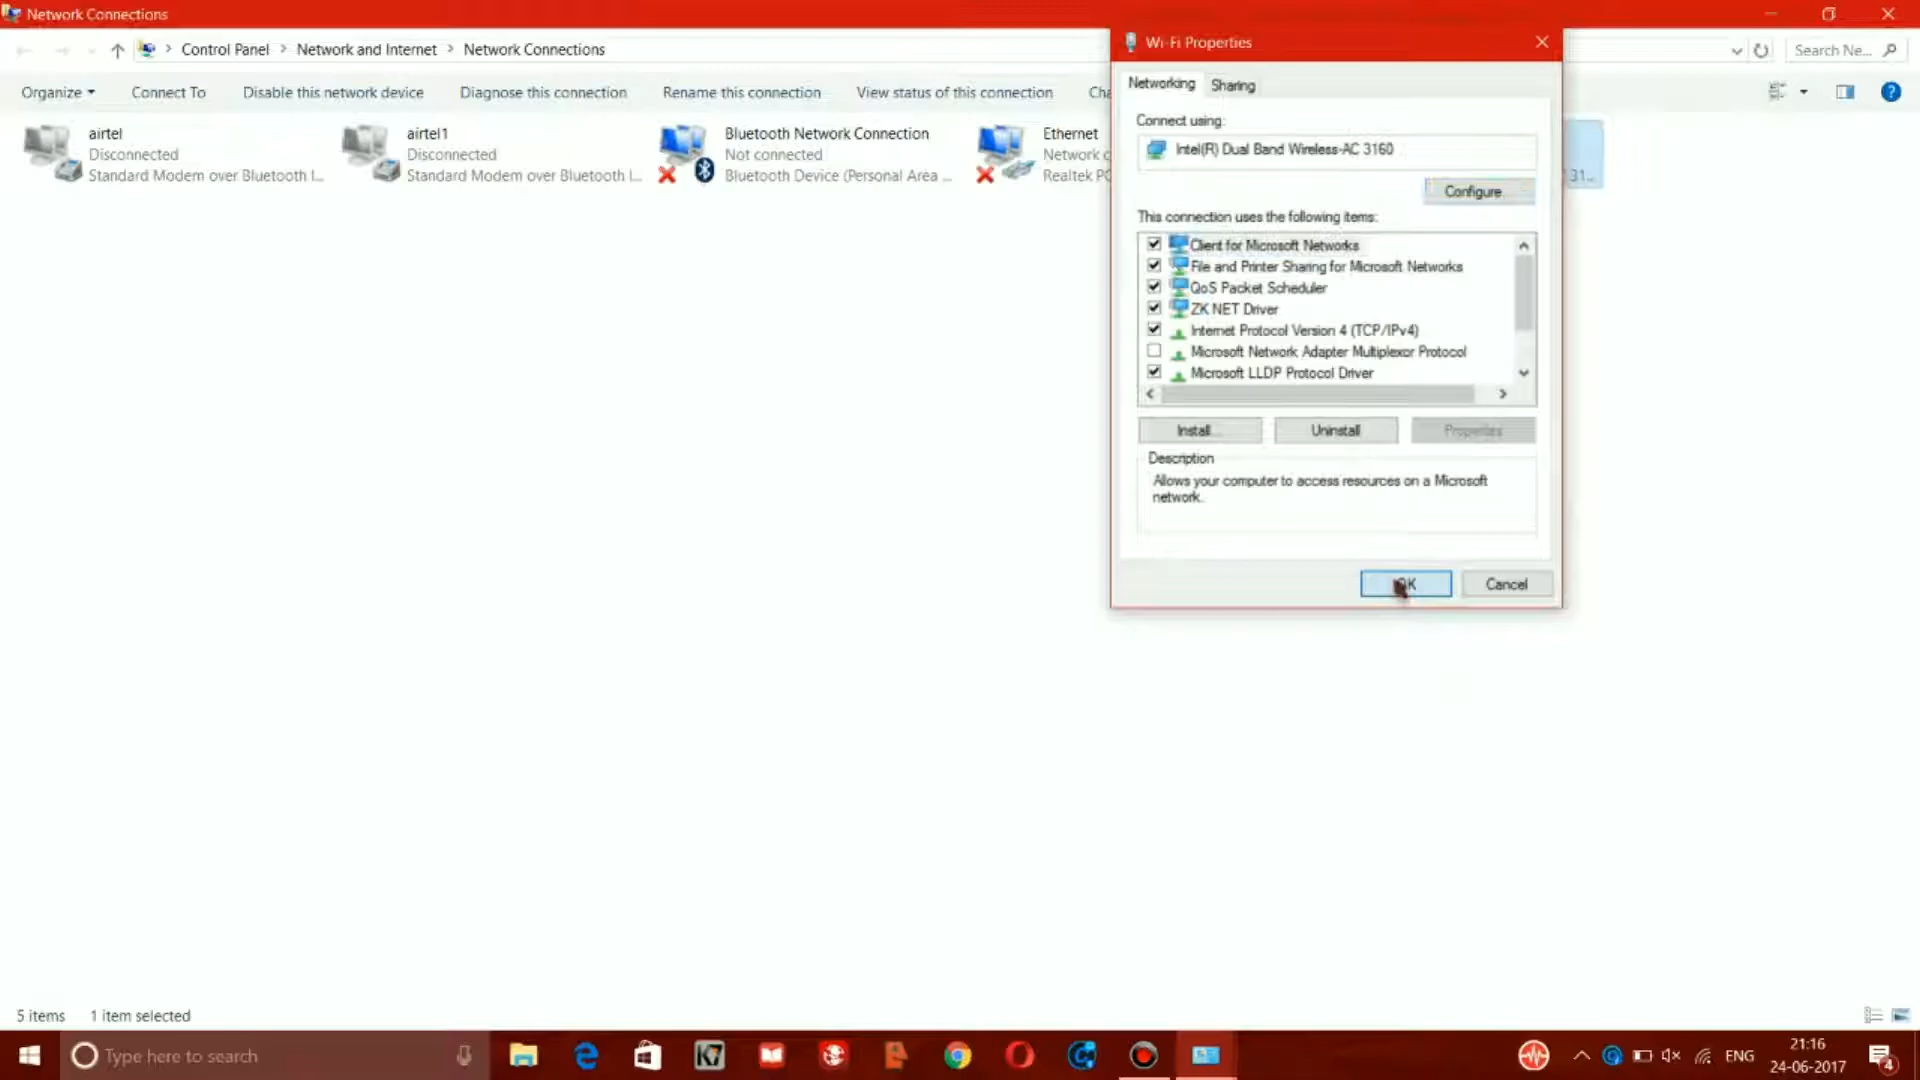 Network Connections
Control Panel > Network and Internet > Network Connections
Search Ne...
Organize
Connect To
Disable this network device
Diagnose this connection
Rename this connection
View status of this connection
airtel
Disconnected
Standard Modem over Bluetooth l...
airtel1
Disconnected
Standard Modem over Bluetooth l...
Bluetooth Network Connection
Not connected
Bluetooth Device (Personal Area ...
Ethernet
Network c
Realtek PC
31...
Wi-Fi Properties
Networking
Sharing
Connect using:
Intel(R) Dual Band Wireless-AC 3160
Configure...
This connection uses the following items:
Client for Microsoft Networks
File and Printer Sharing for Microsoft Networks
QoS Packet Scheduler
ZK NET Driver
Internet Protocol Version 4 (TCP/IPv4)
Microsoft Network Adapter Multiplexor Protocol
Microsoft LLDP Protocol Driver
Install...
Uninstall
Properties
Description
Allows your computer to access resources on a Microsoft
network.
OK
Cancel
5 items
1 item selected
Type here to search
K7
ENG
21:16
24-06-2017
4